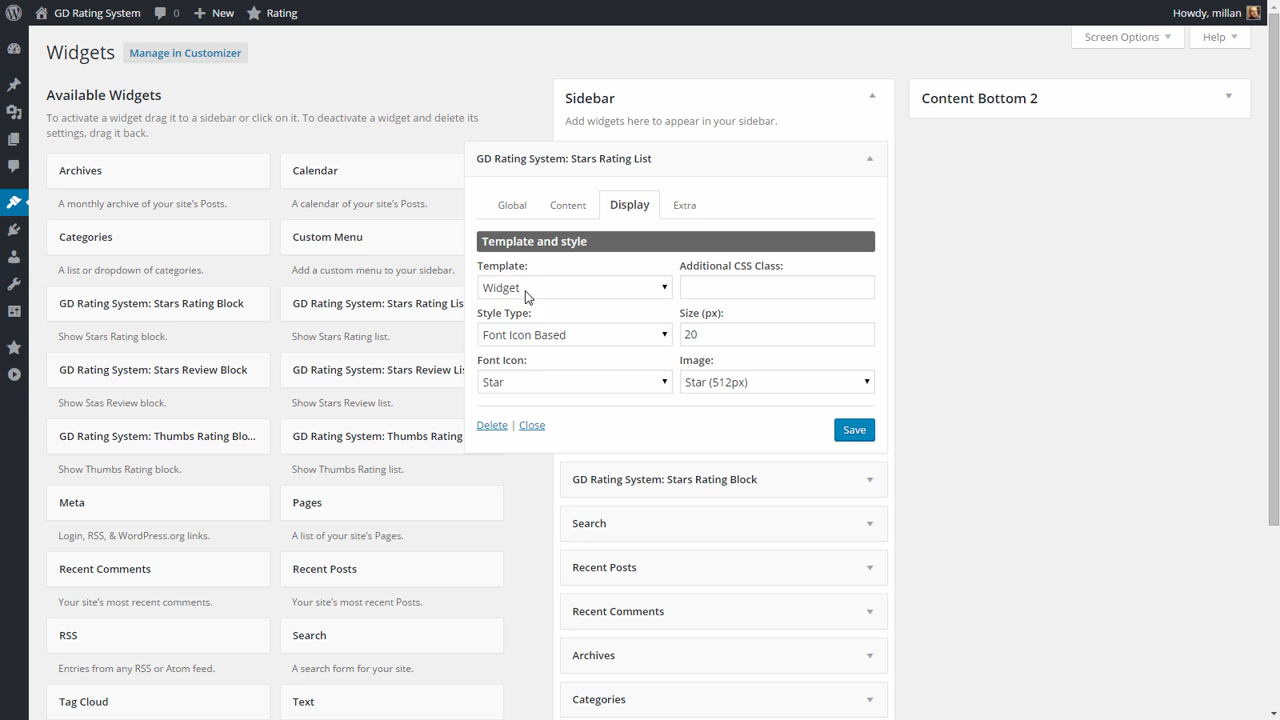 GD Rating System 0 New Rating Howdy, millan
Screen Options Help
Widgets Manage in Customizer
Available Widgets
To activate a widget drag it to a sidebar or click on it. To deactivate a widget and delete its
settings, drag it back.
Archives
A monthly archive of your site's Posts.
Calendar
A calendar of your site's Posts.
Categories
A list or dropdown of categories.
Custom Menu
Add a custom menu to your sidebar.
GD Rating System: Stars Rating Block
Show Stars Rating block.
GD Rating System: Stars Rating Lis
Show Stars Rating list.
GD Rating System: Stars Review Block
Show Stas Review block.
GD Rating System: Stars Review Lis
Show Stars Review list.
GD Rating System: Thumbs Rating Blo...
Show Thumbs Rating block.
GD Rating System: Thumbs Rating
Show Thumbs Rating list.
Meta
Login, RSS, & WordPress.org links.
Pages
A list of your site's Pages.
Recent Comments
Your site's most recent comments.
Recent Posts
Your site's most recent Posts.
RSS
Entries from any RSS or Atom feed.
Search
A search form for your site.
Tag Cloud
Text
Sidebar
Add widgets here to appear in your sidebar.
GD Rating System: Stars Rating List
Global Content Display Extra
Template and style
Template: Additional CSS Class:
Widget
Style Type: Size (px):
Font Icon Based 20
Font Icon: Image:
Star Star (512px)
Delete | Close Save
GD Rating System: Stars Rating Block
Search
Recent Posts
Recent Comments
Archives
Categories
Content Bottom 2